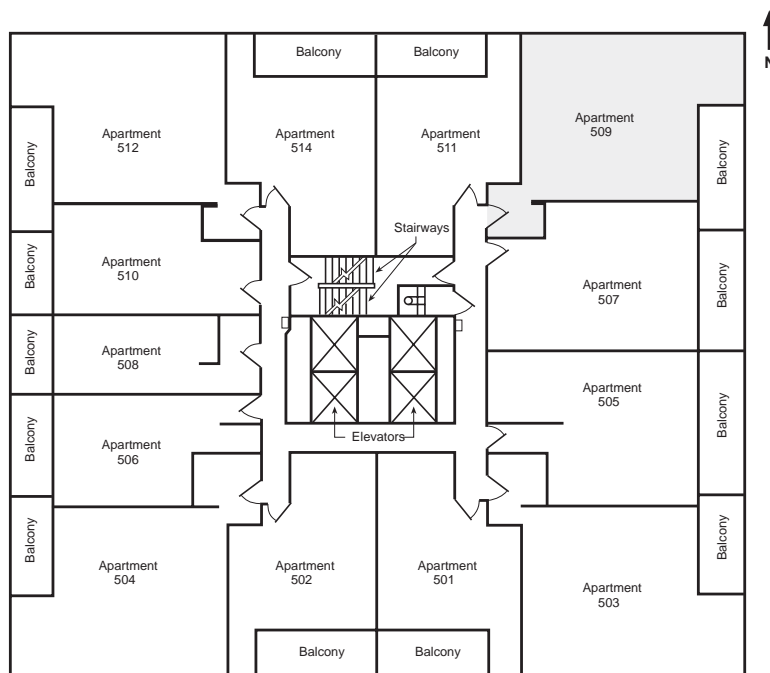 Balcony
Balcony
N
Apartment
512
Apartment
514
Apartment
511
Apartment
509
Balcony
Balcony
Stairways
Apartment
510
Balcony
Apartment
507
Balcony
Apartment
508
Balcony
Apartment
505
Balcony
Elevators
Apartment
506
Balcony
Apartment
504
Balcony
Apartment
502
Apartment
501
Apartment
503
Balcony
Balcony
Balcony